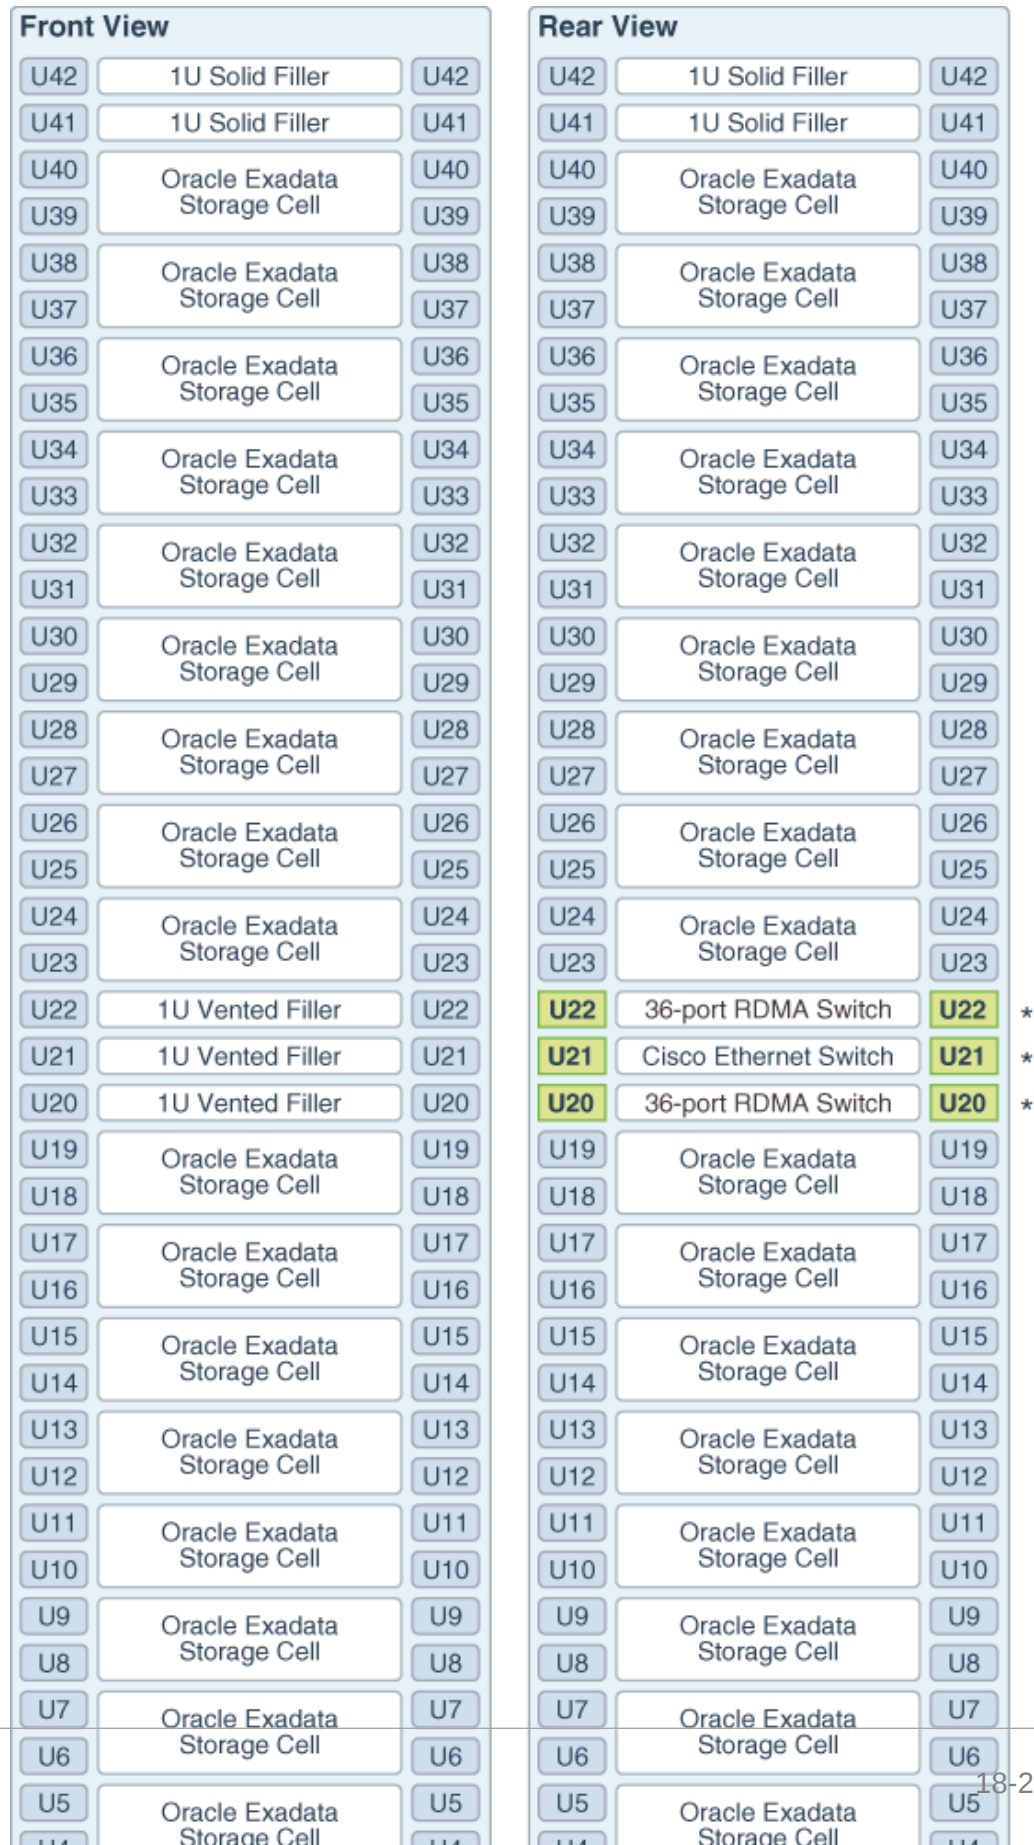 Front View
U42 1U Solid Filler U42
U41 1U Solid Filler U41
U40 Oracle Exadata U40
U39 Storage Cell U39
U38 Oracle Exadata U38
U37 Storage Cell U37
U36 Oracle Exadata U36
U35 Storage Cell U35
U34 Oracle Exadata U34
U33 Storage Cell U33
U32 Oracle Exadata U32
U31 Storage Cell U31
U30 Oracle Exadata U30
U29 Storage Cell U29
U28 Oracle Exadata U28
U27 Storage Cell U27
U26 Oracle Exadata U26
U25 Storage Cell U25
U24 Oracle Exadata U24
U23 Storage Cell U23
U22 1U Vented Filler U22
U21 1U Vented Filler U21
U20 1U Vented Filler U20
U19 Oracle Exadata U19
U18 Storage Cell U18
U17 Oracle Exadata U17
U16 Storage Cell U16
U15 Oracle Exadata U15
U14 Storage Cell U14
U13 Oracle Exadata U13
U12 Storage Cell U12
U11 Oracle Exadata U11
U10 Storage Cell U10
U9 Oracle Exadata U9
U8 Storage Cell U8
U7 Oracle Exadata U7
U6 Storage Cell U6
U5 Oracle Exadata U5
U4 Storage Cell U4
Rear View
U42 1U Solid Filler U42
U41 1U Solid Filler U41
U40 Oracle Exadata U40
U39 Storage Cell U39
U38 Oracle Exadata U38
U37 Storage Cell U37
U36 Oracle Exadata U36
U35 Storage Cell U35
U34 Oracle Exadata U34
U33 Storage Cell U33
U32 Oracle Exadata U32
U31 Storage Cell U31
U30 Oracle Exadata U30
U29 Storage Cell U29
U28 Oracle Exadata U28
U27 Storage Cell U27
U26 Oracle Exadata U26
U25 Storage Cell U25
U24 Oracle Exadata U24
U23 Storage Cell U23
U22 36-port RDMA Switch U22 *
U21 Cisco Ethernet Switch U21 *
U20 36-port RDMA Switch U20 *
U19 Oracle Exadata U19
U18 Storage Cell U18
U17 Oracle Exadata U17
U16 Storage Cell U16
U15 Oracle Exadata U15
U14 Storage Cell U14
U13 Oracle Exadata U13
U12 Storage Cell U12
U11 Oracle Exadata U11
U10 Storage Cell U10
U9 Oracle Exadata U9
U8 Storage Cell U8
U7 Oracle Exadata U7
U6 Storage Cell U6
18-2
U5 Oracle Exadata U5
U4 Storage Cell U4